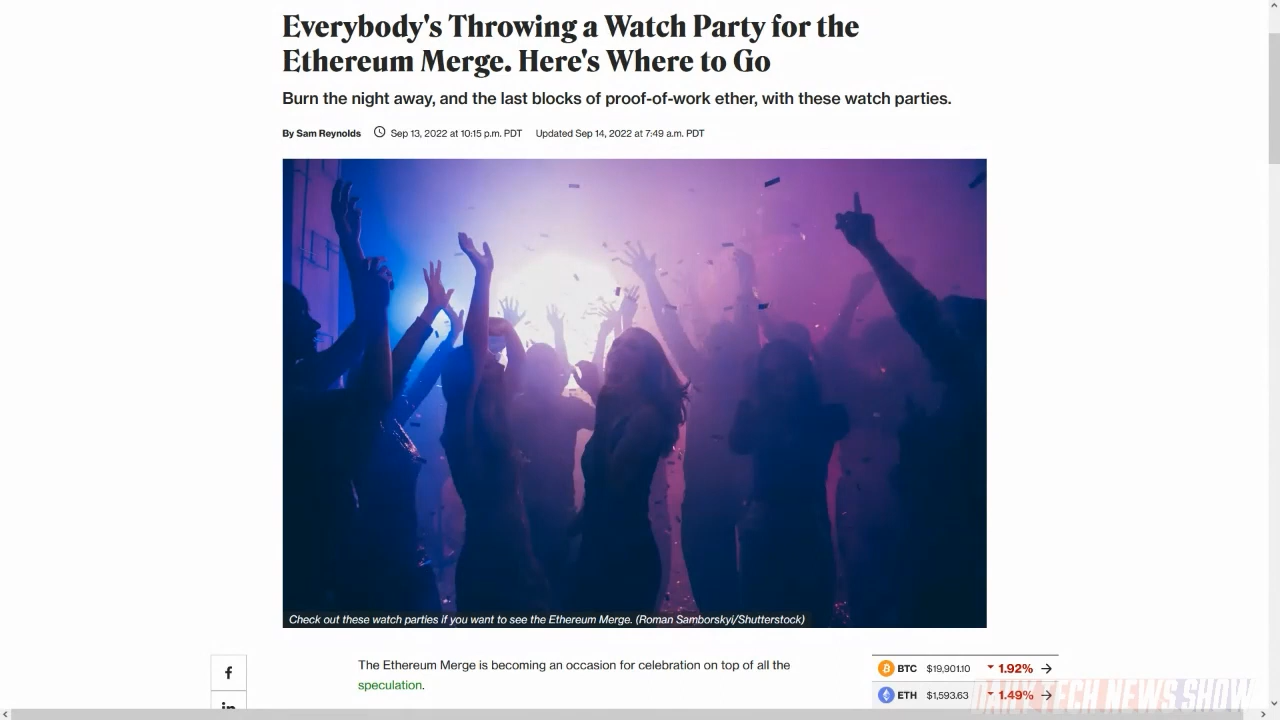 Everybody's Throwing a Watch Party for the
Ethereum Merge. Here's Where to Go
Burn the night away, and the last blocks of proof-of-work ether, with these watch parties.
By Sam Reynolds Sep 13, 2022 at 10:15 p.m. PDT Updated Sep 14, 2022 at 7:49 a.m. PDT
Check out these watch parties if you want to see the Ethereum Merge. (Roman Samborskyi/Shutterstock)
The Ethereum Merge is becoming an occasion for celebration on top of all the
speculation.
f
in
BTC $19,901.10 1.92%
ETH $1,593.63 1.49%
DAILY TECH NEWS SHOW